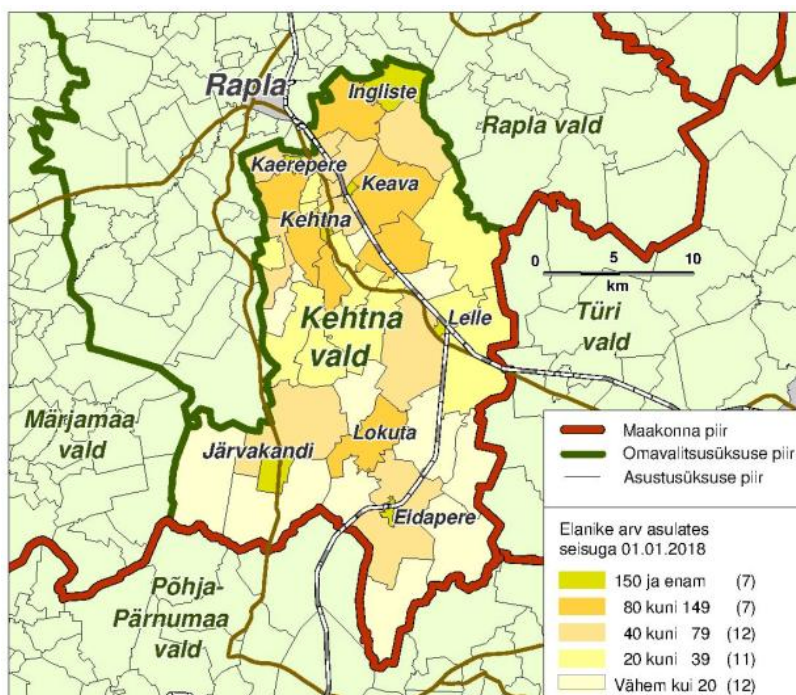 Rapla
Ingliste
Rapla vald
Kaerepere
Keava
Kehtna
0 5 10
km
Kehtna
vald
Lelle
Türi
vald
Märjamaa
vald
Järvakandi
Lokuta
Eidapere
Põhja-
Pärnumaa
vald
Maakonna piir
Omavalitsusüksuse piir
Asustusüksuse piir
Elanike arv asulates
seisuga 01.01.2018
150 ja enam (7)
80 kuni 149 (7)
40 kuni 79 (12)
20 kuni 39 (11)
Vähem kui 20 (12)